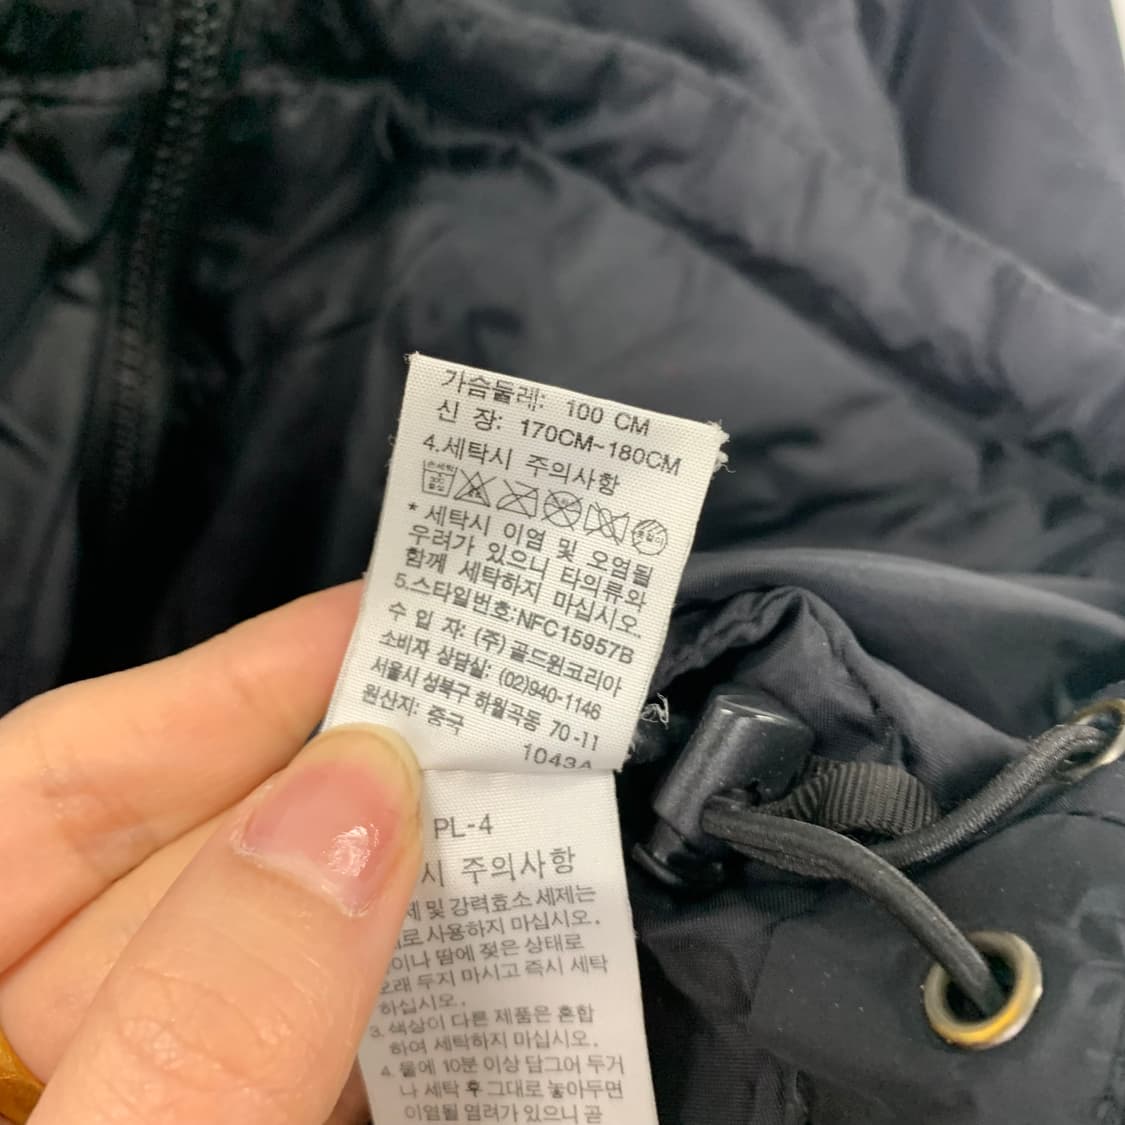 가슴둘레: 100 CM
신 장: 170CM~180CM
4.세탁시 주의사항
* 세탁시 이염 및 오염될
우려가 있으니 타의류와
함께 세탁하지 마십시오.
5.스타일번호:NFC15957B
수 입 자: (주)골드윈코리아
소비자 상담실: (02)940-1146
서울시 성북구 하월곡동 70-11
원산지: 중국
1043A
PL-4
시 주의사항
제 및 강력효소 세제는
로 사용하지 마십시오.
이나 땀에 젖은 상태로
오래 두지 마시고 즉시 세탁
하십시오.
3. 색상이 다른 제품은 혼합
하여 세탁하지 마십시오.
4. 물에 10분 이상 담그어 두거
나 세탁 후 그대로 놓아두면
이염될 염려가 있으니 곧